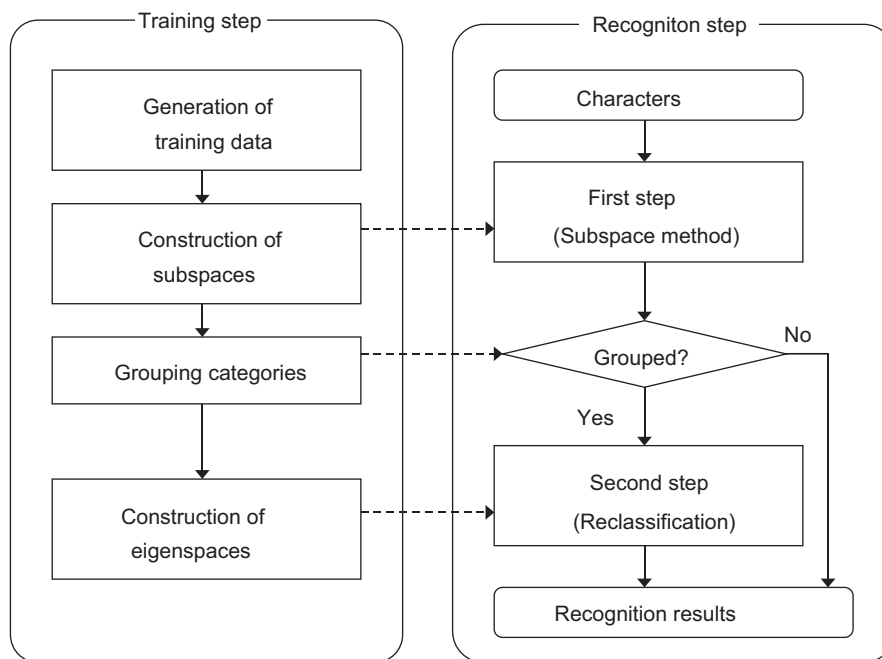 Training step
Generation of
training data
Construction of
subspaces
Grouping categories
Construction of
eigenspaces
Recogniton step
Characters
First step
(Subspace method)
Grouped?
No
Yes
Second step
(Reclassification)
Recognition results